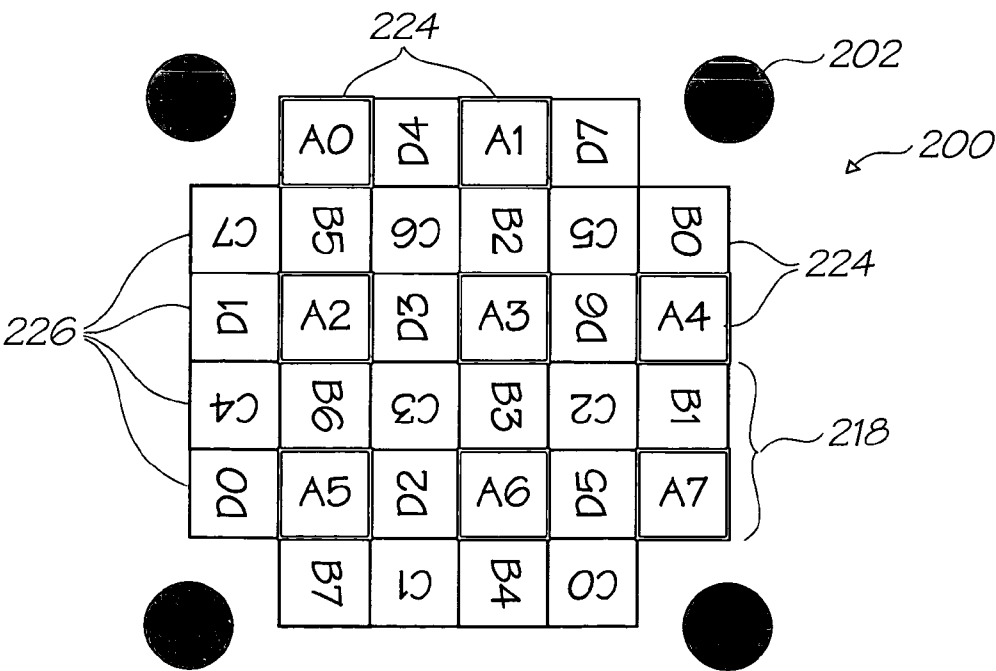 224
202
200
A0 D4 A1 D7
C7 B5 C6 B2 C5 B0
224
D1 A2 D3 A3 D6 A4
226
C4 B6 C3 B3 C2 B1
218
D0 A5 D2 A6 D5 A7
B7 C1 B4 C0